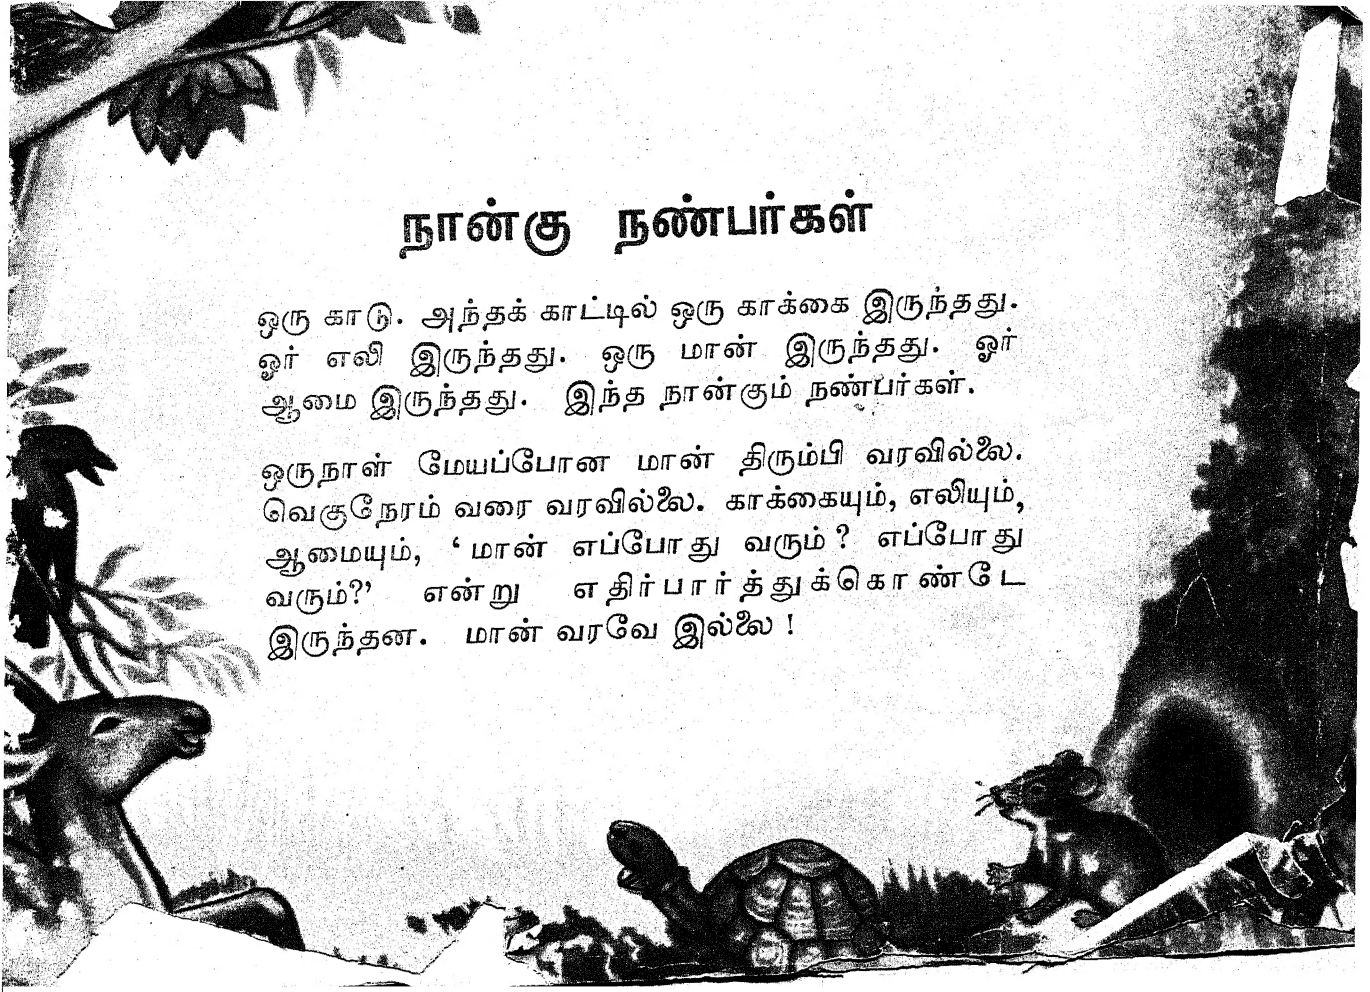 நான்கு நண்பர்கள்
ஒரு காடு. அந்தக் காட்டில் ஒரு காக்கை இருந்தது.
ஓர் எலி இருந்தது. ஒரு மான் இருந்தது. ஓர்
ஆமை இருந்தது. இந்த நான்கும் நண்பர்கள்.
ஒருநாள் மேயப்போன மான் திரும்பி வரவில்லை.
வெகுநேரம் வரை வரவில்லை. காக்கையும், எலியும்,
ஆமையும், ‘ மான் எப்போது வரும் ? எப்போது
வரும்?’ என்று எதிர்பார்த்துக்கொண்டே
இருந்தன. மான் வரவே இல்லை !